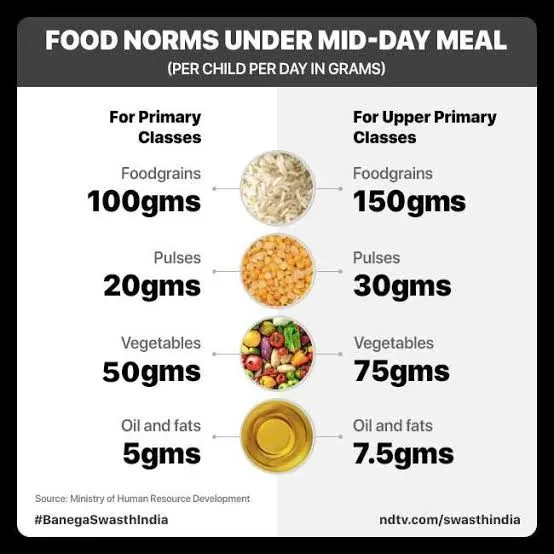 FOOD NORMS UNDER MID-DAY MEAL
(PER CHILD PER DAY IN GRAMS)
For Primary
Classes
Foodgrains
100gms
Pulses
20gms
Vegetables
50gms
Oil and fats
5gms
For Upper Primary
Classes
Foodgrains
150gms
Pulses
30gms
Vegetables
75gms
Oil and fats
7.5gms
Source: Ministry of Human Resource Development
#BanegaSwasthIndia
ndtv.com/swasthindia